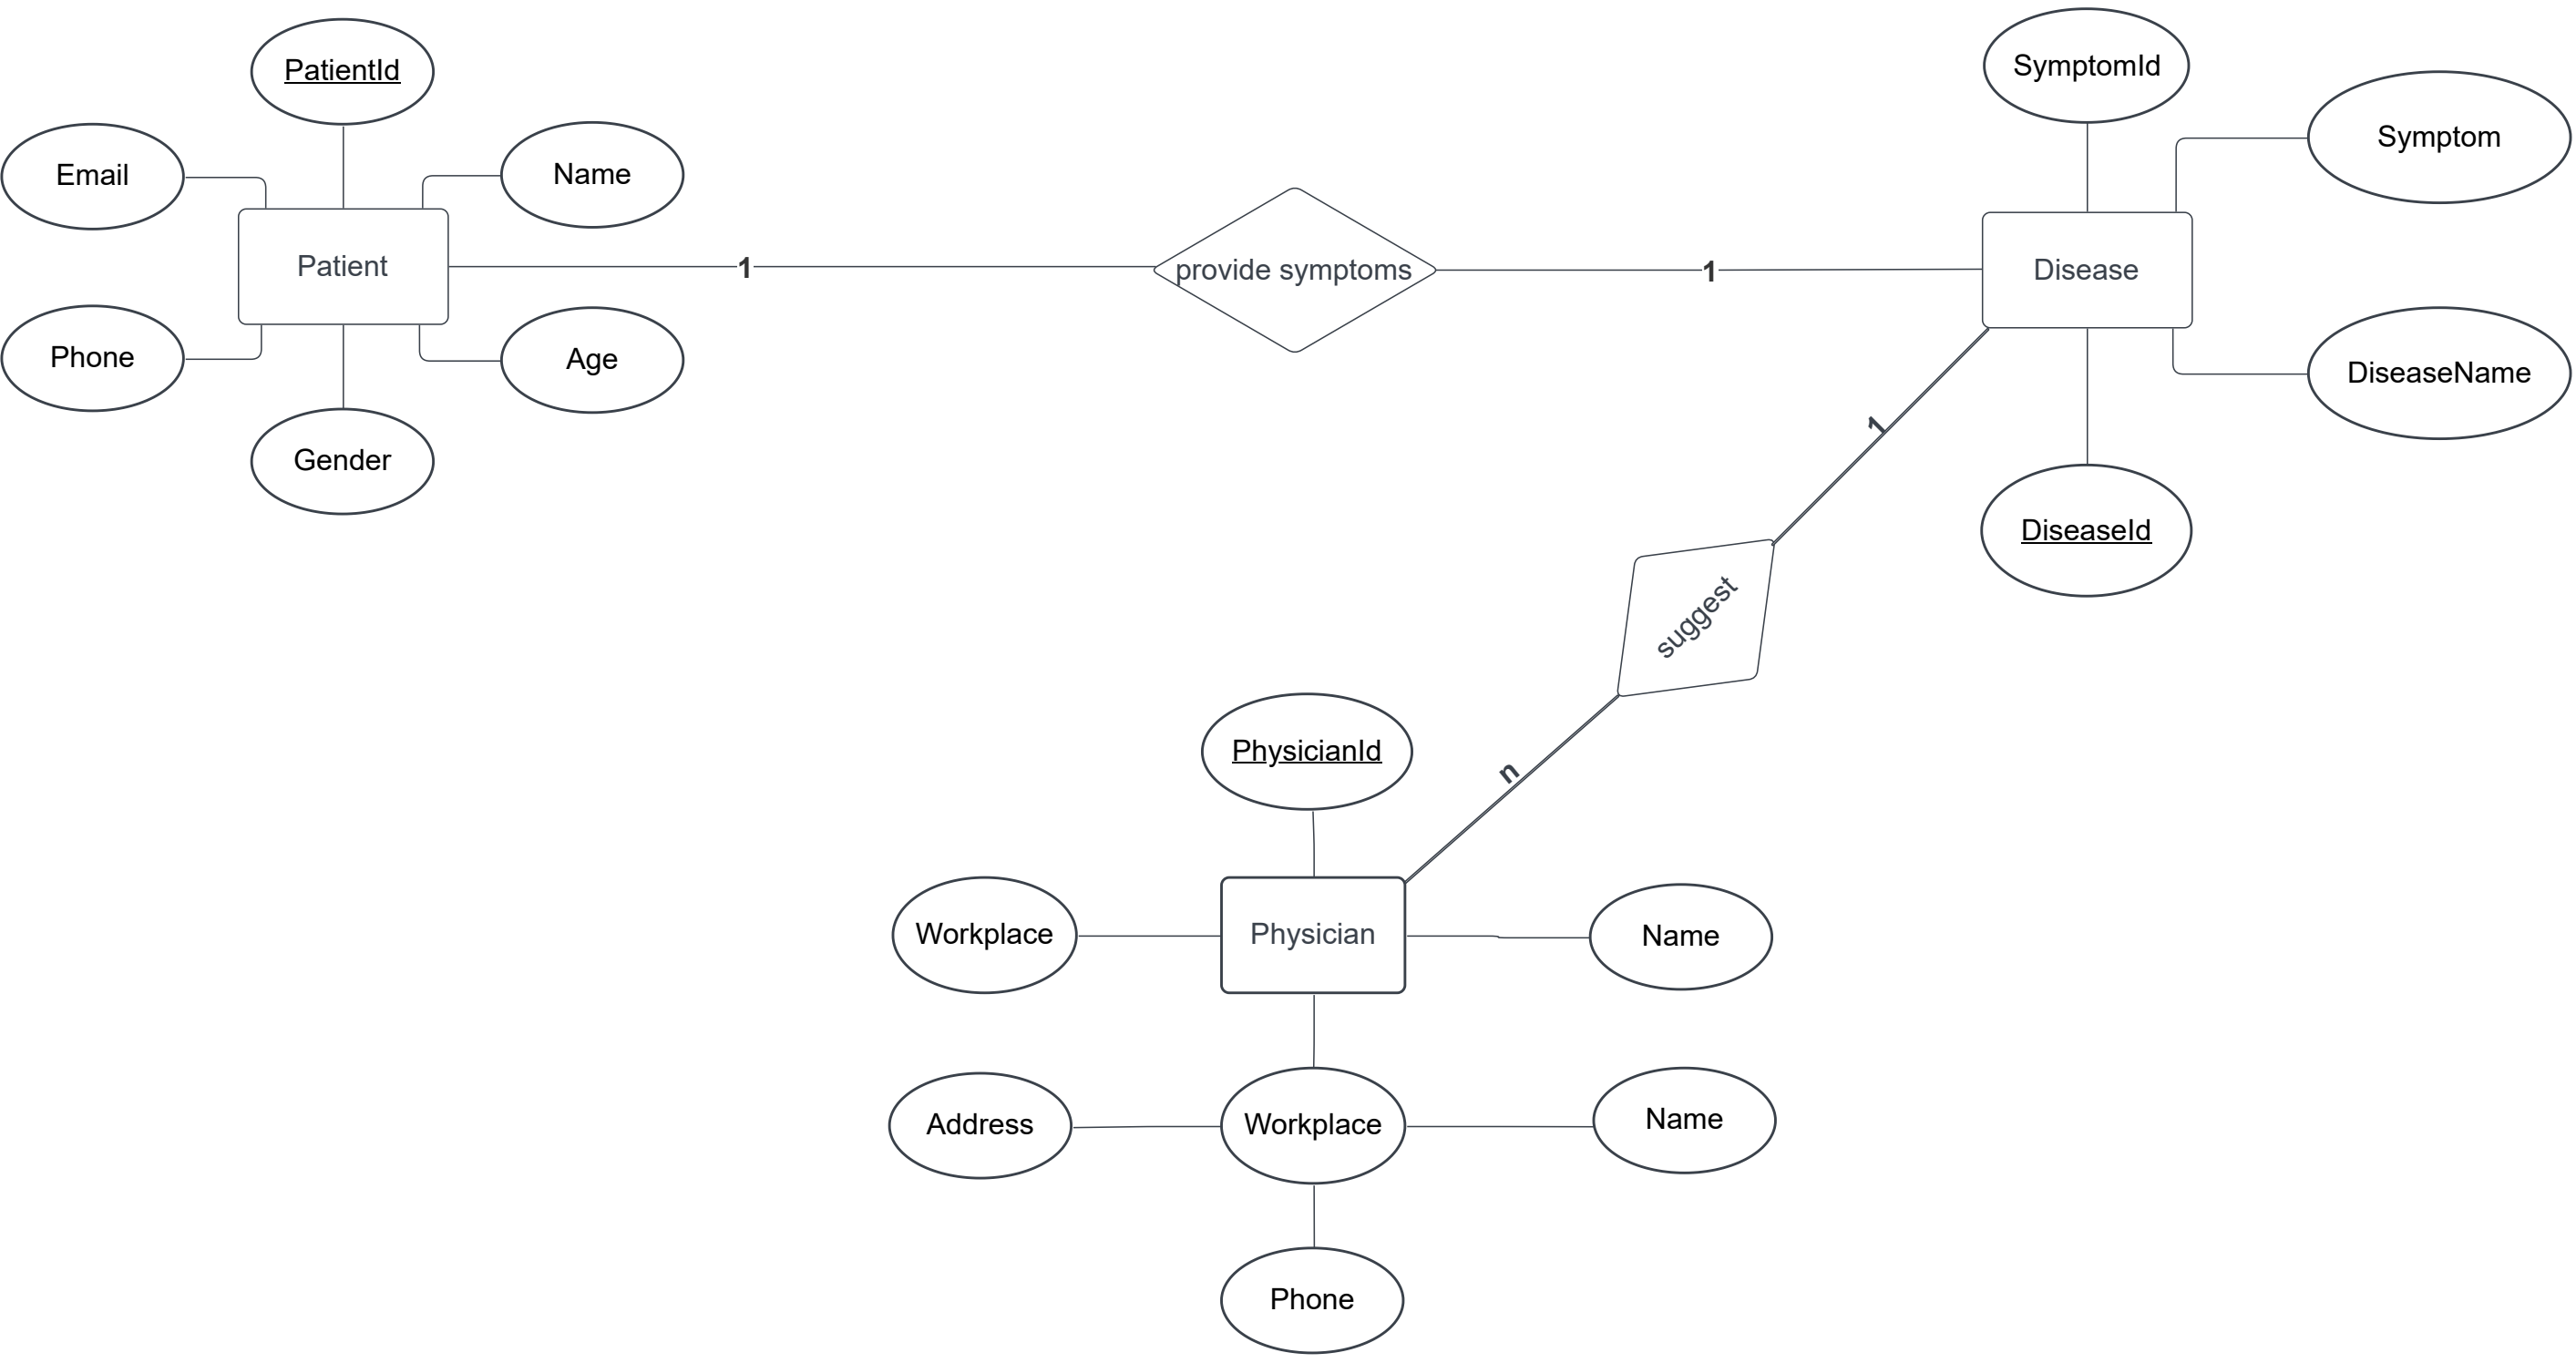 PatientId
Email
Name
Patient
Phone
Age
Gender
1
provide symptoms
1
SymptomId
Symptom
Disease
DiseaseName
DiseaseId
1
suggest
n
PhysicianId
Workplace
Physician
Name
Address
Workplace
Name
Phone